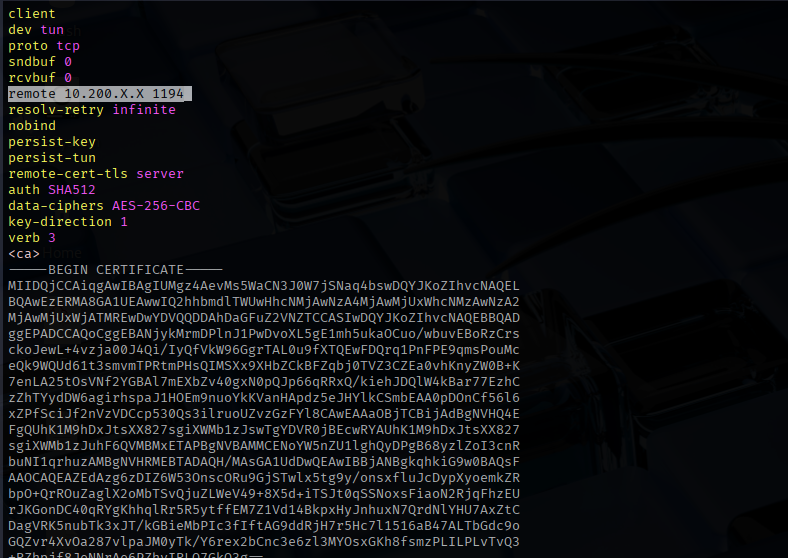 client
dev tun
proto tcp
sndbuf 0
rcvbuf 0
remote 10.200.X.X 1194
resolv-retry infinite
nobind
persist-key
persist-tun
remote-cert-tls server
auth SHA512
data-ciphers AES-256-CBC
key-direction 1
verb 3
<ca>
-----BEGIN CERTIFICATE-----
MIIDQjCCAiqgAwIBAgIUMgz4AevMs5WaCN3J0W7jSNaq4bswDQYJKoZIhvcNAQEL
BQAwEzERMA8GA1UEAwwIQ2hhbmdlTWUwHhcNMjAwNzA4MjAwMjUxWhcNMzAwNzA2
MjAwMjUxWjATMREwDwYDVQQDDAhDaGFuZ2VNZTCCASIwDQYJKoZIhvcNAQEBBQAD
ggEPADCCAQoCggEBANjykMrmDPlnJ1PwDvoXL5gE1mh5ukaOCuo/wbuvEBoRzCrs
ckoJewL+4vzja00J4Qi/IyQfVkW96GgrTAL0u9fXTQEwFDQrq1PnFPE9qmsPouMc
eQk9WQUd61t3smvmTPRtmPHsQIMSXx9XHbZCkBFZqbj0TVZ3CZEa0vhKnyZW0B+K
7enLA25tOsVNf2YGBAl7mEXbZv40gxN0pQJp66qRRxQ/kiehJDQlW4kBar77EzhC
zZhTYydDW6agirhspaJ1HOEm9nuoYkKVanHApdz5eJHYlkCSmbEAA0pDOnCf56l6
xZPfSciJf2nVzVDCcp530Qs3ilruoUZvzGzFYl8CAwEAAaOBjTCBijAdBgNVHQ4E
FgQUhK1M9hDxJtsXX827sgiXWMb1zJswTgYDVR0jBEcwRYAUhK1M9hDxJtsXX827
sgiXWMb1zJuhF6QVMBMxETAPBgNVBAMMCENoYW5nZU1lghQyDPgB68yzlZoI3cnR
buNI1qrhuzAMBgNVHRMEBTADAQH/MAsGA1UdDwQEAwIBBjANBgkqhkiG9w0BAQsF
AAOCAQEAZEdAzg6zDIZ6W53OnscORu9GjSTwlx5tg9y/onsxfluJcDypXyoemkZR
bpO+QrROuZaglX2oMbTSvQjuZLWeV49+8X5d+iTSJt0qSSNoxsFiaoN2RjqFhzEU
rJKGonDC40qRYgKhhqlRr5R5ytffEM7Z1Vd14BkpxHyJnhuxN7QrdNlYHU7AxZtC
DagVRK5nubTk3xJT/kGBieMbPIc3fIftAG9ddRjH7r5Hc7l1516aB47ALTbGdc9o
GQZvr4XvOa287vlpaJM0yTk/Y6rex2bCnc3e6zl3MYOsxGKh8fsmzPLILPLvTvQ3